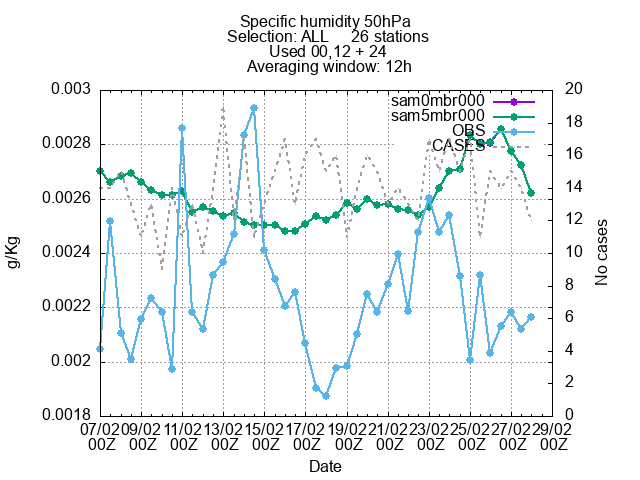 Specific humidity 50hPa
Selection: ALL 26 stations
Used 00,12 + 24
Averaging window: 12h
sam0mbr000
sam5mbr000
OBS
CASES
0.003
0.0028
0.0026
0.0024
0.0022
0.002
0.0018
g/Kg
20
18
16
14
12
10
8
6
4
2
0
No cases
07/02 09/02 11/02 13/02 15/02 17/02 19/02 21/02 23/02 25/02 27/02 29/02
00Z 00Z 00Z 00Z 00Z 00Z 00Z 00Z 00Z 00Z 00Z 00Z
Date